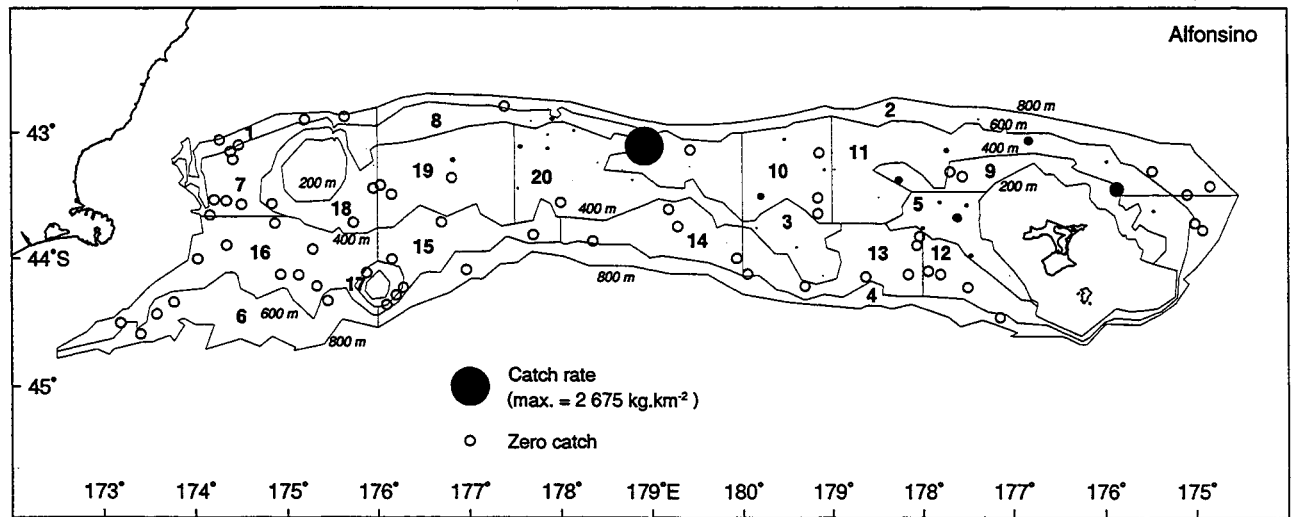 Alfonsino
43°
44°S
45°
800 m
600 m
400 m
200 m
200 m
400 m
400 m
600 m
800 m
800 m
1
2
8
11
10
9
7
19
20
18
5
3
16
15
14
13
12
17
4
6
Catch rate
(max. = 2 675 kg.km⁻²)
Zero catch
173° 174° 175° 176° 177° 178° 179°E 180° 179° 178° 177° 176° 175°